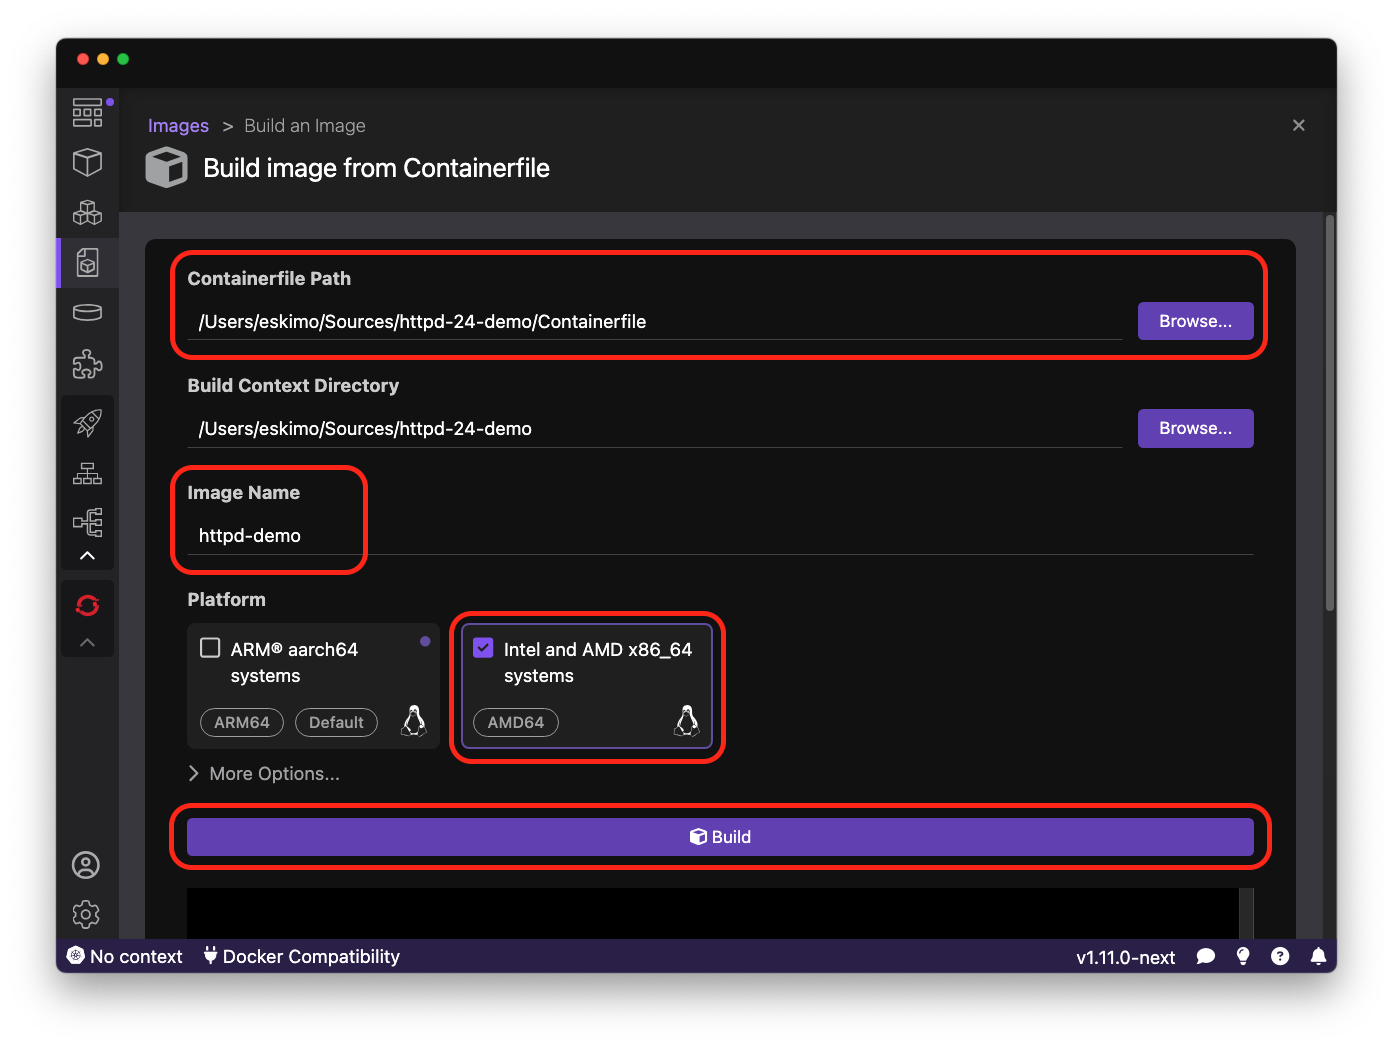 Images > Build an Image
Build image from Containerfile
Containerfile Path
/Users/eskimo/Sources/httpd-24-demo/Containerfile
Browse...
Build Context Directory
/Users/eskimo/Sources/httpd-24-demo
Browse...
Image Name
httpd-demo
Platform
ARM® aarch64
systems
ARM64 Default
Intel and AMD x86_64
systems
AMD64
More Options...
Build
No context Docker Compatibility v1.11.0-next